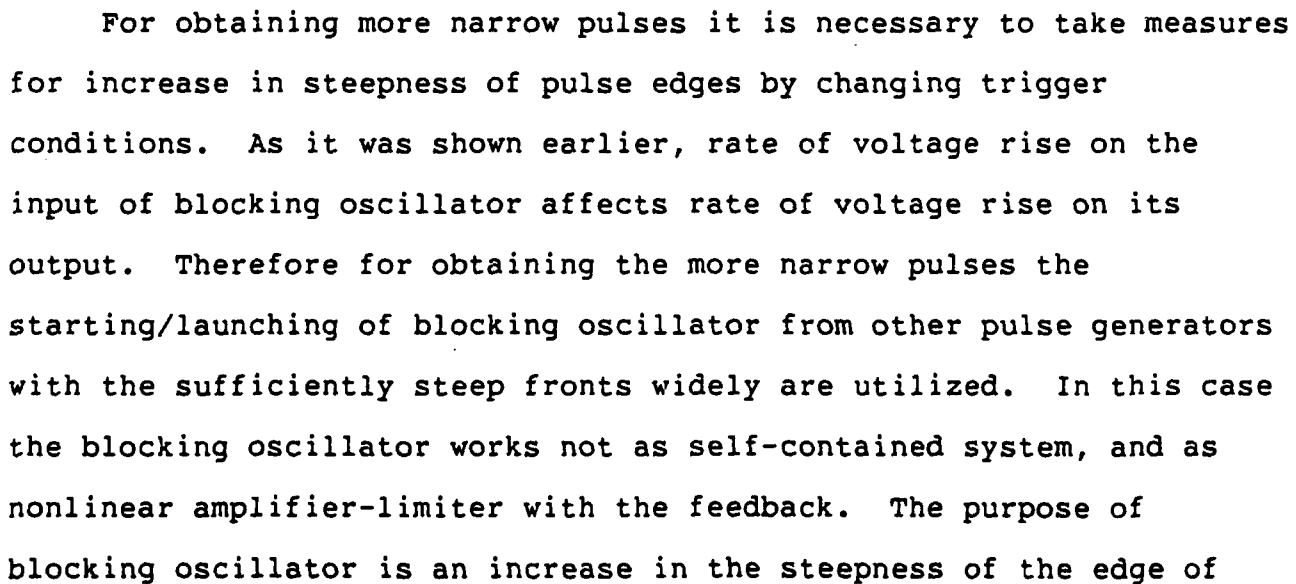 For obtaining more narrow pulses it is necessary to take measures
for increase in steepness of pulse edges by changing trigger
conditions. As it was shown earlier, rate of voltage rise on the
input of blocking oscillator affects rate of voltage rise on its
output. Therefore for obtaining the more narrow pulses the
starting/launching of blocking oscillator from other pulse generators
with the sufficiently steep fronts widely are utilized. In this case
the blocking oscillator works not as self-contained system, and as
nonlinear amplifier-limiter with the feedback. The purpose of
blocking oscillator is an increase in the steepness of the edge of